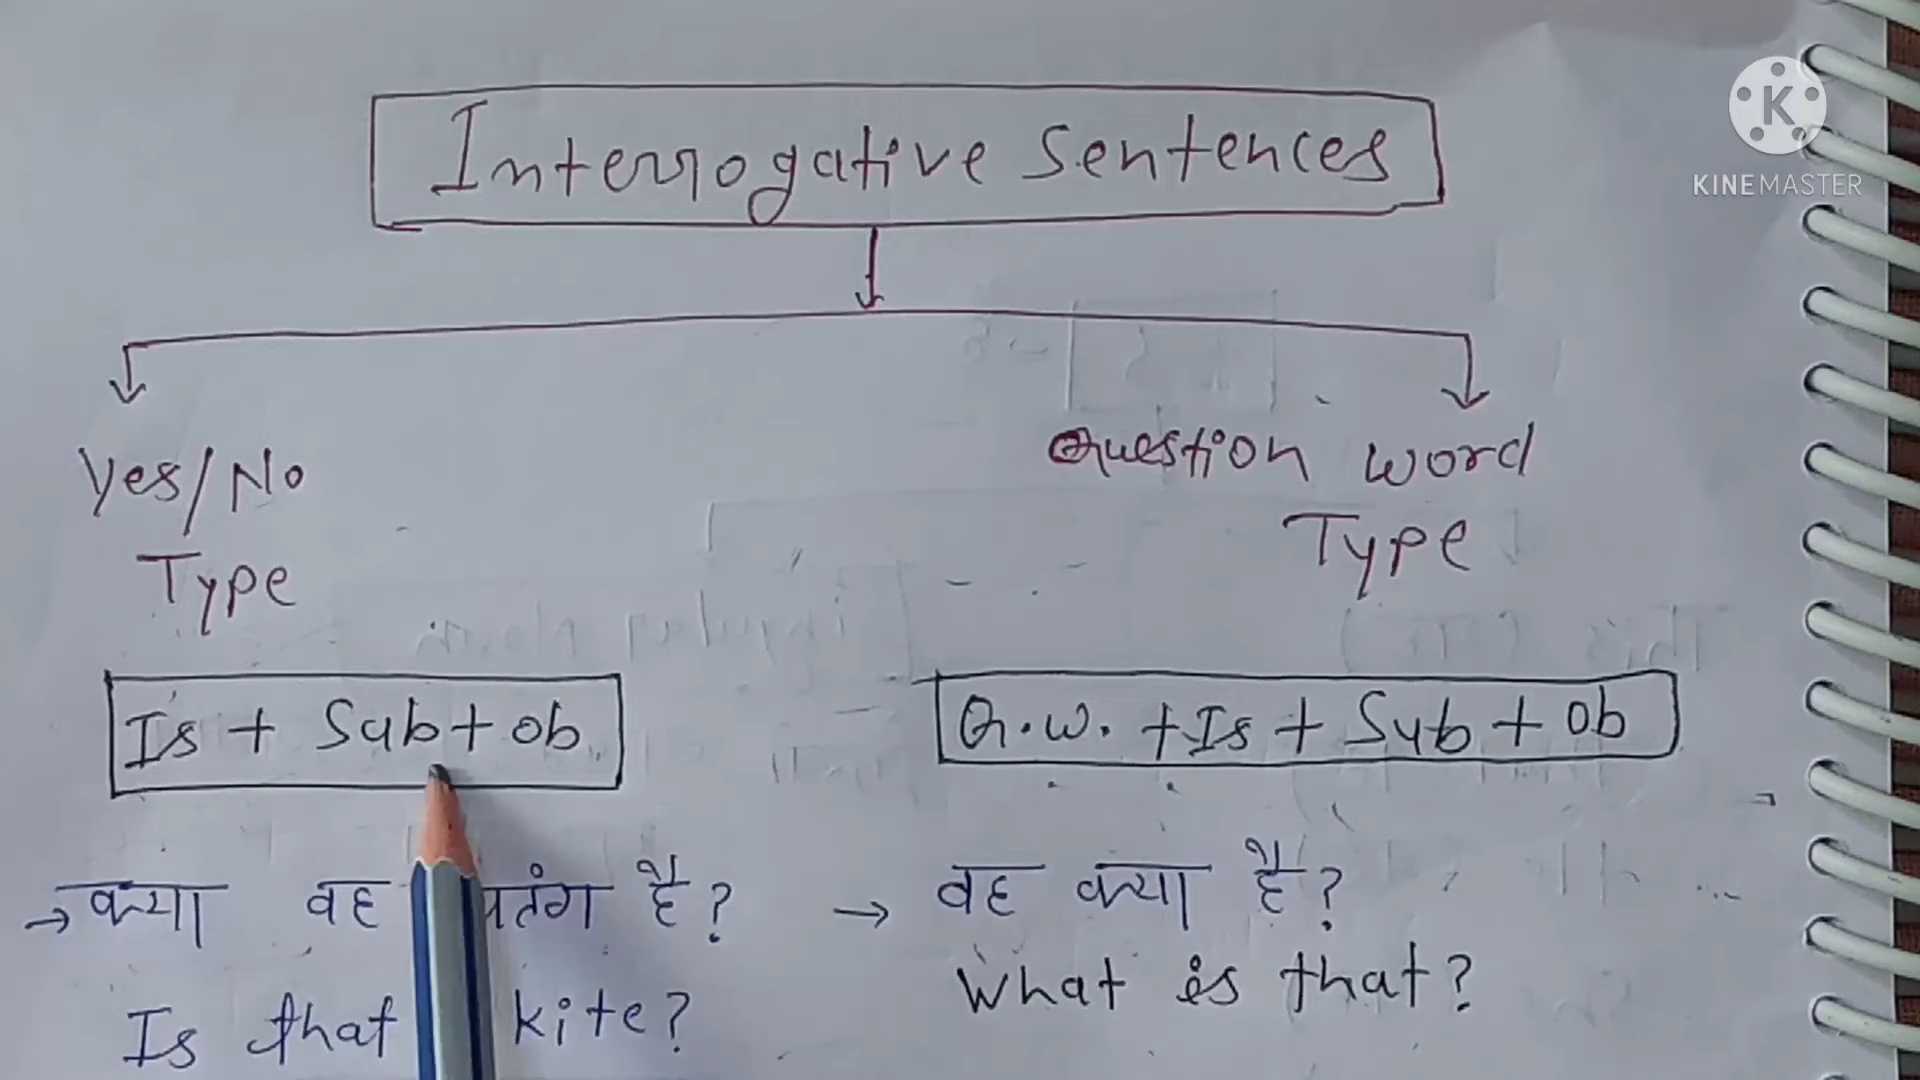 Interrogative Sentences
K
KINEMASTER
Yes/No
Type
Question word
Type
Is + Sub + Ob
Q.W. + Is + Sub + Ob
→ क्या वह पतंग है?
Is that kite?
→ वह क्या है?
What is that?